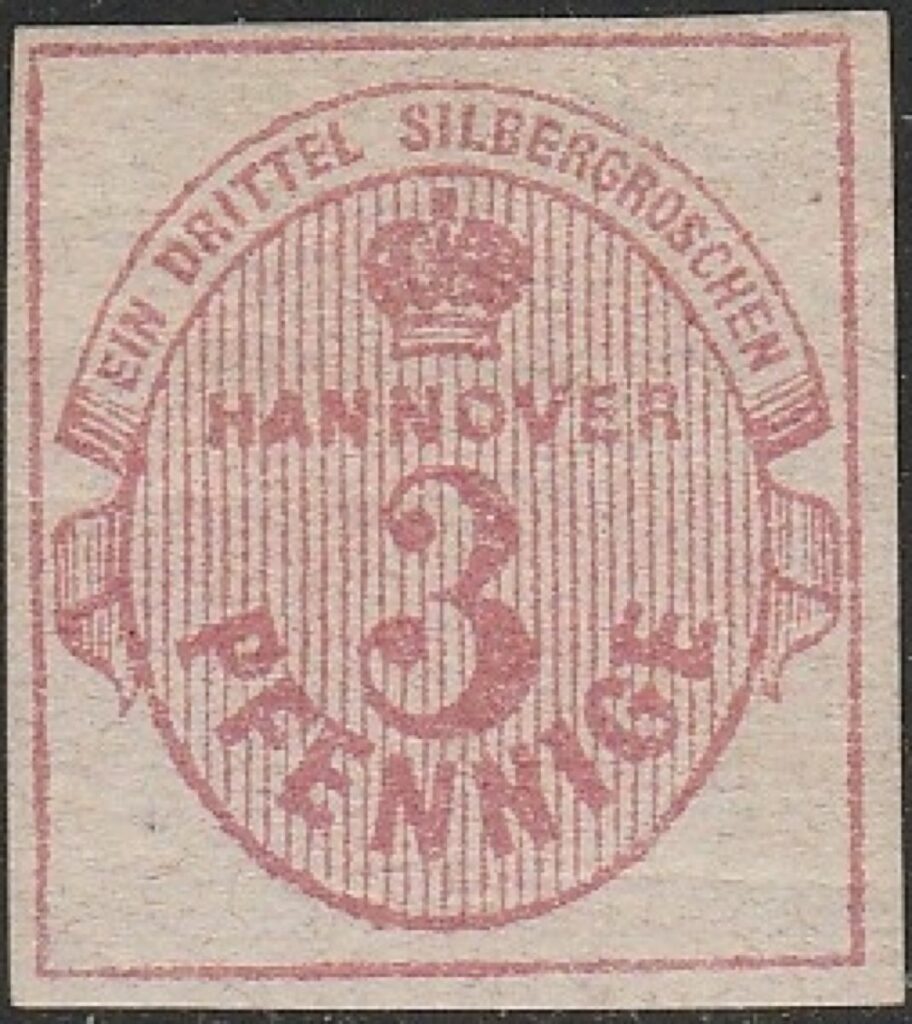 EIN DRITTEL SILBERGROSCHEN
HANNOVER
3
PFENNIGE